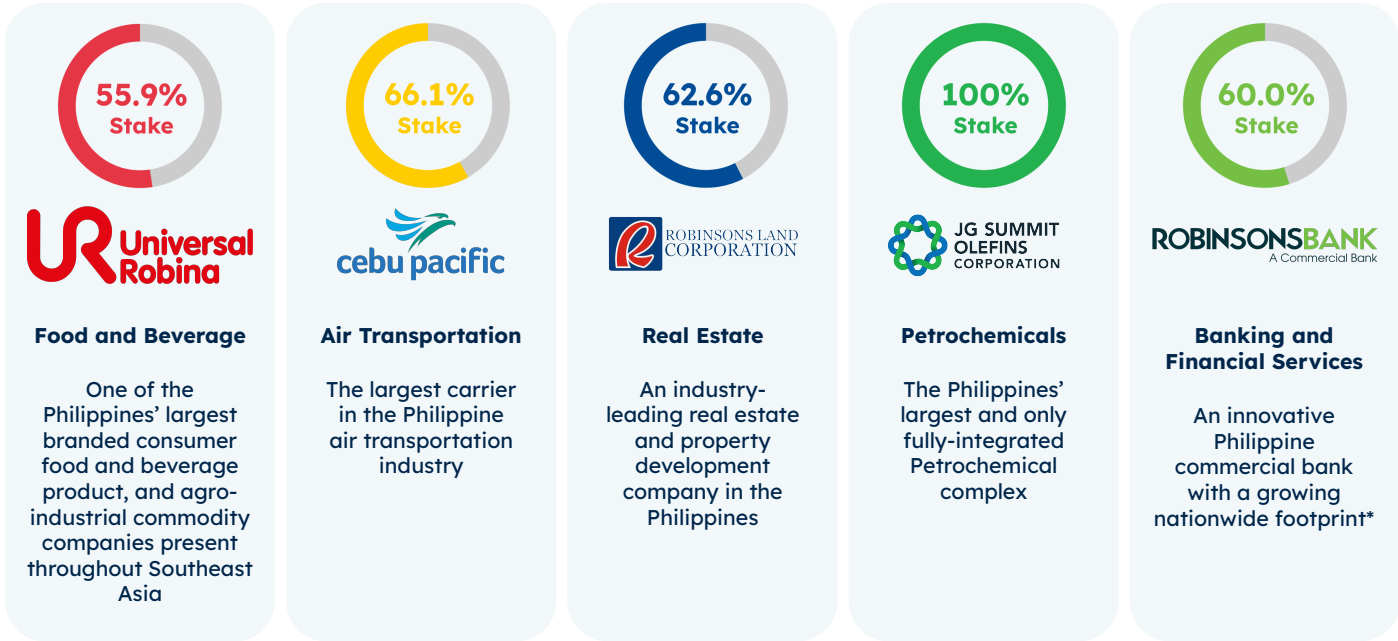 55.9%
Stake
Universal
Robina
Food and Beverage
One of the
Philippines’ largest
branded consumer
food and beverage
product, and agro-
industrial commodity
companies present
throughout Southeast
Asia
66.1%
Stake
cebu pacific
Air Transportation
The largest carrier
in the Philippine
air transportation
industry
62.6%
Stake
R
ROBINSONS LAND
CORPORATION
Real Estate
An industry-
leading real estate
and property
development
company in the
Philippines
100%
Stake
JG SUMMIT
OLEFINS
CORPORATION
Petrochemicals
The Philippines’
largest and only
fully-integrated
Petrochemical
complex
60.0%
Stake
ROBINSONSBANK
A Commercial Bank
Banking and
Financial Services
An innovative
Philippine
commercial bank
with a growing
nationwide footprint*